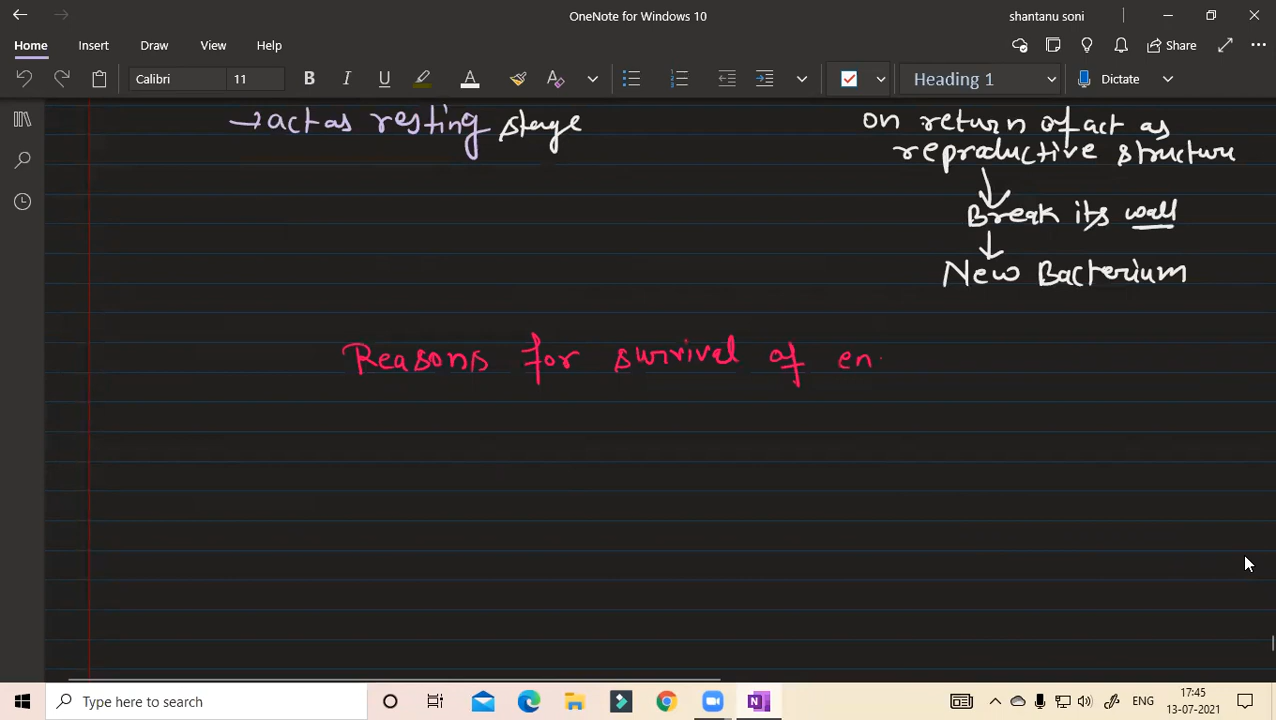 OneNote for Windows 10
shantanu soni
Home Insert Draw View Help
Share
Calibri 11 B I U A Heading 1 Dictate
→ act as resting stage
on return of act as
reproductive structure
Break its wall
New Bacterium
Reasons for survival of en
Type here to search
ENG
17:45
13-07-2021